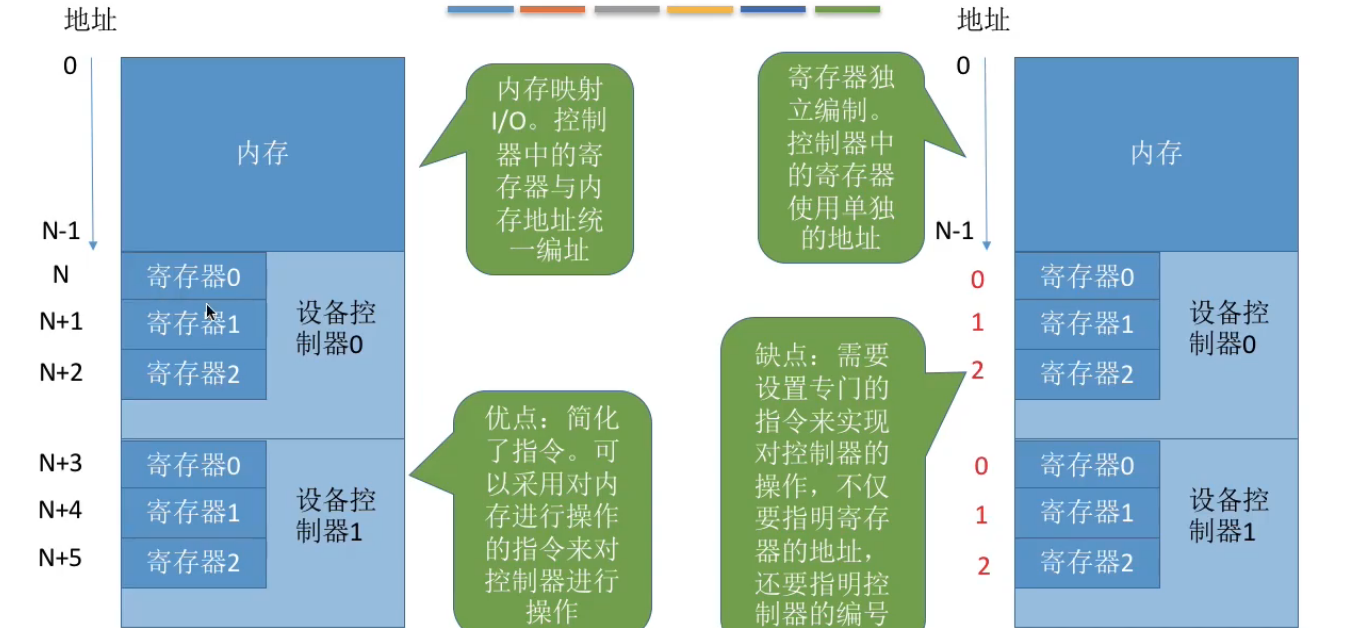 地址
0
内存
N-1
N
寄存器0
N+1
寄存器1
N+2
寄存器2
设备控
制器0
N+3
寄存器0
N+4
寄存器1
N+5
寄存器2
设备控
制器1
内存映射
I/O。控制
器中的寄
存器与内
存地址统
一编址
优点：简化
了指令。可
以采用对内
存进行操作
的指令来对
控制器进行
操作
寄存器独
立编制。
控制器中
的寄存器
使用单独
的地址
缺点：需要
设置专门的
指令来实现
对控制器的
操作，不仅
要指明寄存
器的地址，
还要指明控
制器的编号
地址
0
内存
N-1
0
寄存器0
1
寄存器1
2
寄存器2
设备控
制器0
0
寄存器0
1
寄存器1
2
寄存器2
设备控
制器1